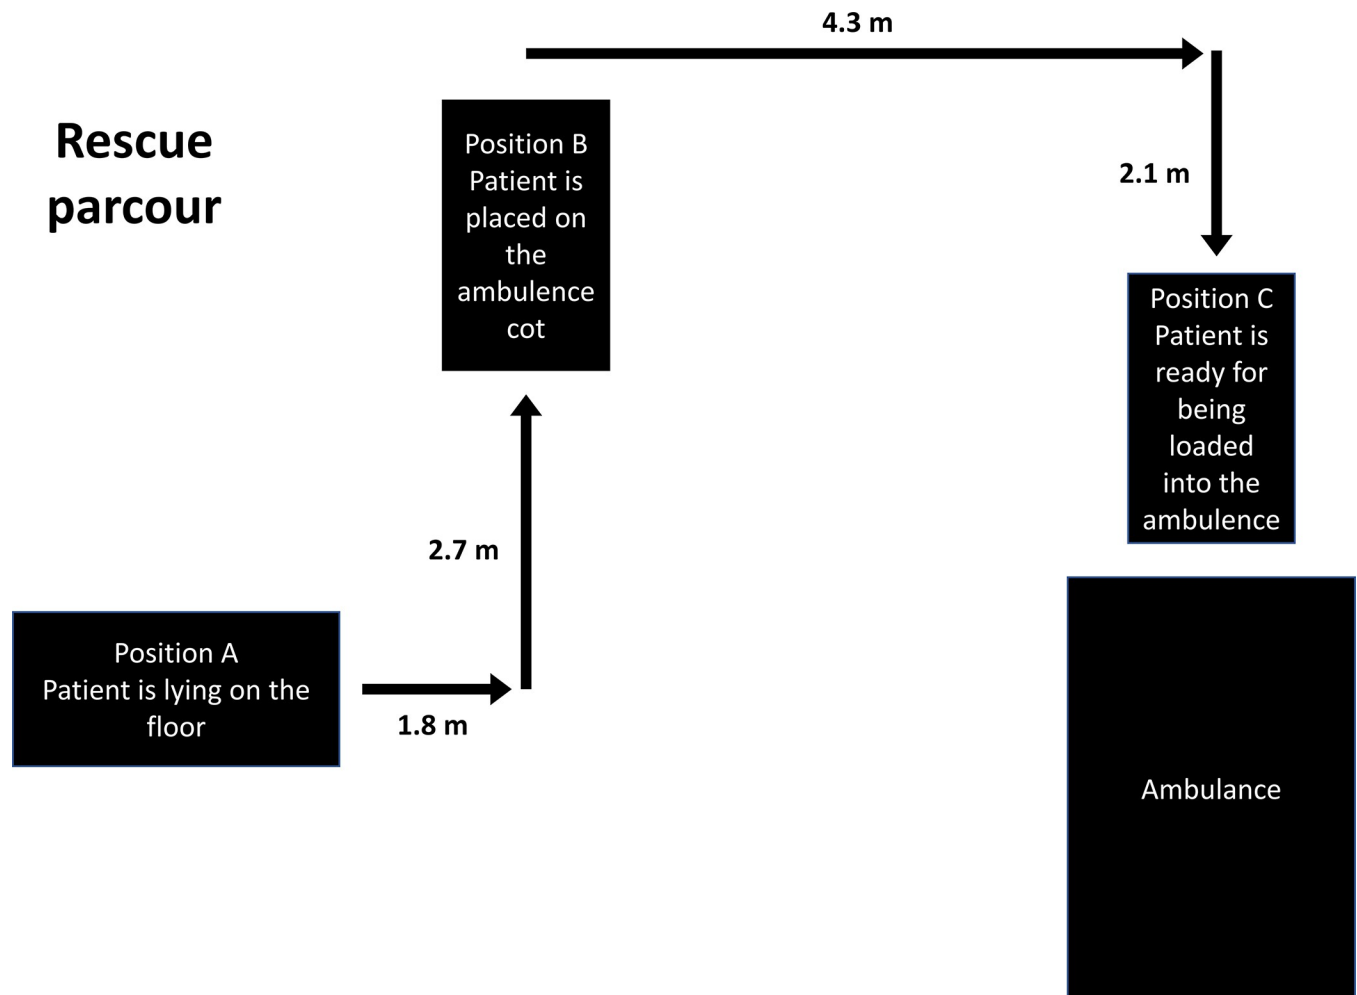 Rescue
parcour
4.3 m
Position B
Patient is
placed on
the
ambulence
cot
2.1 m
Position C
Patient is
ready for
being
loaded
into the
ambulence
2.7 m
Position A
Patient is lying on the
floor
1.8 m
Ambulance